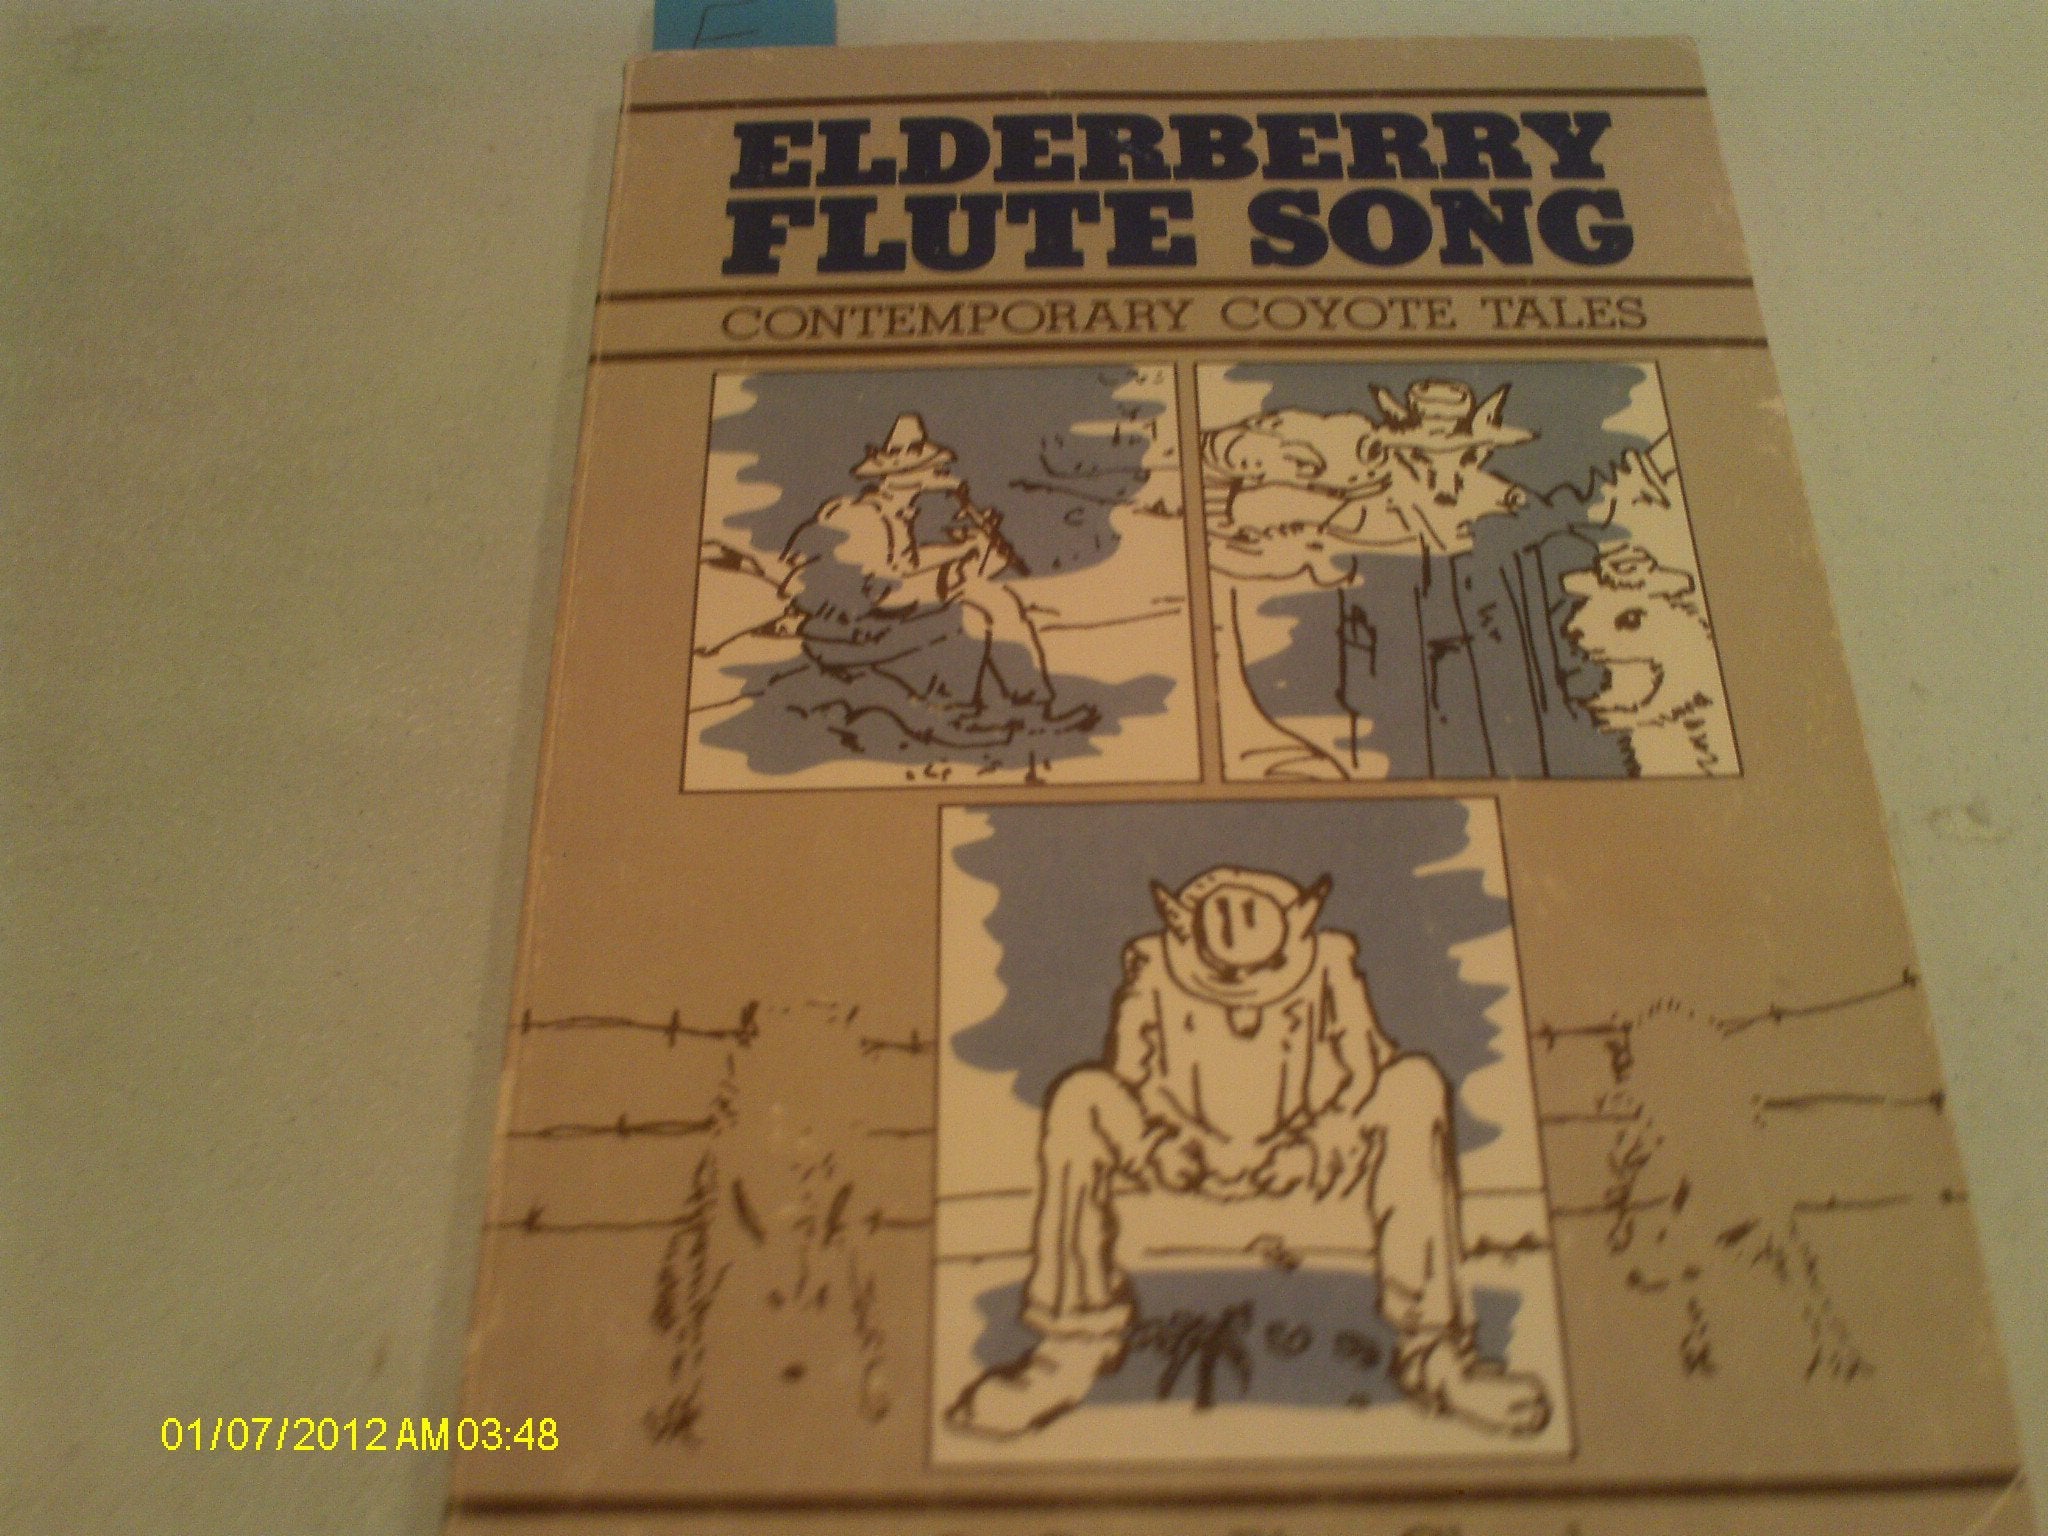 ELDERBERRY
FLUTE SONG
CONTEMPORARY COYOTE TALES
01/07/2012 AM 03:48